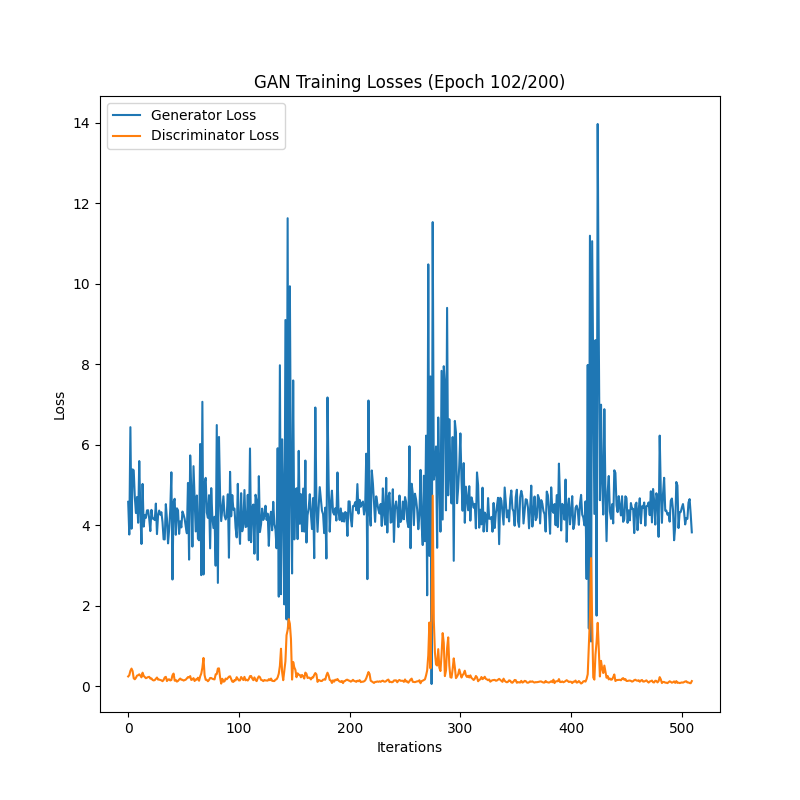 GAN Training Losses (Epoch 102/200)
Generator Loss
Discriminator Loss
14
12
10
8
6
4
2
0
Loss
0 100 200 300 400 500
Iterations